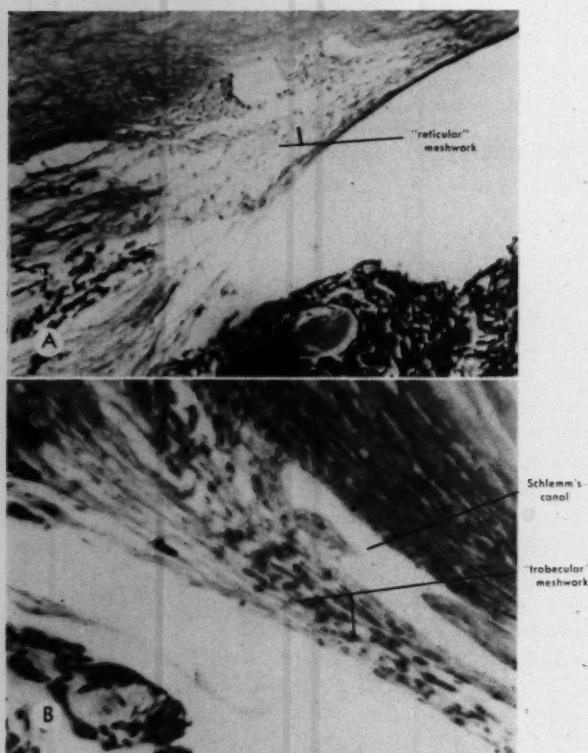 "reticular"
meshwork
A
Schlemm's
canal
"trabecular"
meshwork
B